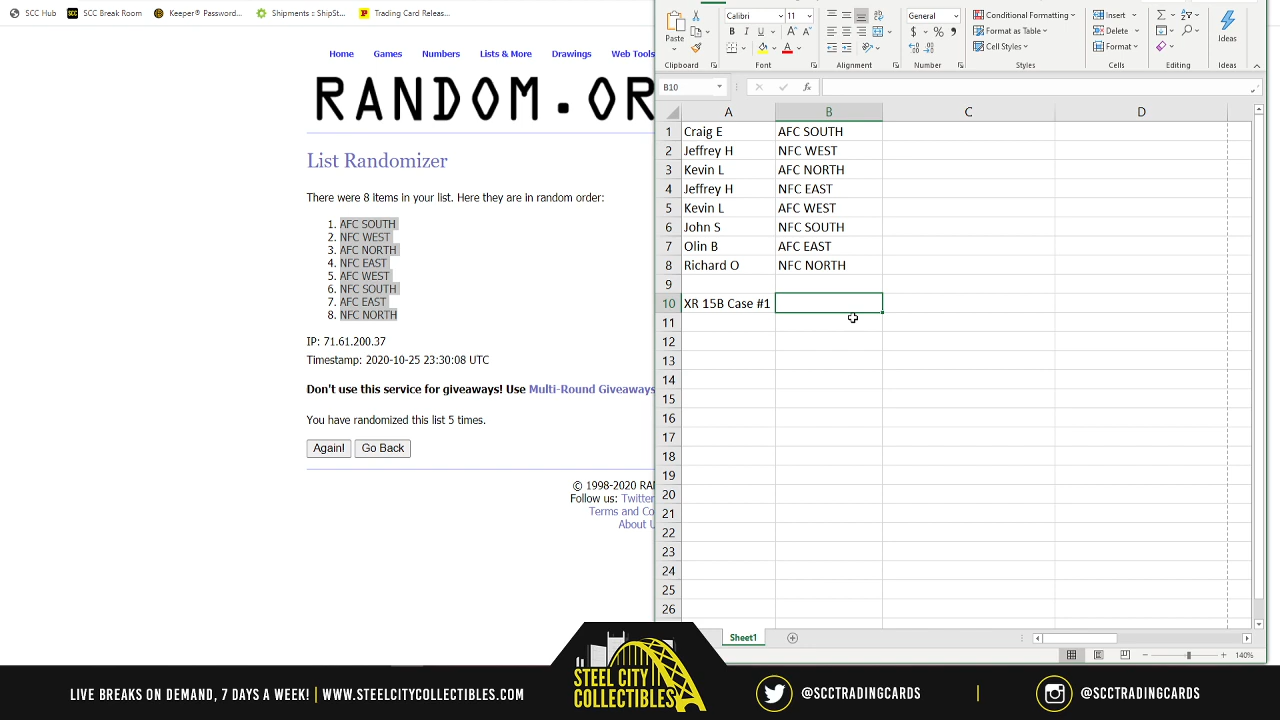 SCC Hub SCC Break Room Keeper® Password... Shipments :: ShipSt... Trading Card Releas...
Home Games Numbers Lists & More Drawings Web Tools
RANDOM.OR
List Randomizer
There were 8 items in your list. Here they are in random order:
1. AFC SOUTH
2. NFC WEST
3. AFC NORTH
4. NFC EAST
5. AFC WEST
6. NFC SOUTH
7. AFC EAST
8. NFC NORTH
IP: 71.61.200.37
Timestamp: 2020-10-25 23:30:08 UTC
Don't use this service for giveaways! Use Multi-Round Giveaways
You have randomized this list 5 times.
Again! Go Back
© 1998-2020 RA
Follow us: Twitter
Terms and Co
About U
Paste
Calibri 11
General
Conditional Formatting
Format as Table
Cell Styles
Insert
Delete
Format
Ideas
Clipboard Font Alignment Number Styles Cells Editing Ideas
B10 fx
A B C D
1 Craig E AFC SOUTH
2 Jeffrey H NFC WEST
3 Kevin L AFC NORTH
4 Jeffrey H NFC EAST
5 Kevin L AFC WEST
6 John S NFC SOUTH
7 Olin B AFC EAST
8 Richard O NFC NORTH
9
10 XR 15B Case #1
11
12
13
14
15
16
17
18
19
20
21
22
23
24
25
26
Sheet1
140%
LIVE BREAKS ON DEMAND, 7 DAYS A WEEK! | WWW.STEELCITYCOLLECTIBLES.COM
STEEL CITY
COLLECTIBLES
@SCCTRADINGCARDS | @SCCTRADINGCARDS